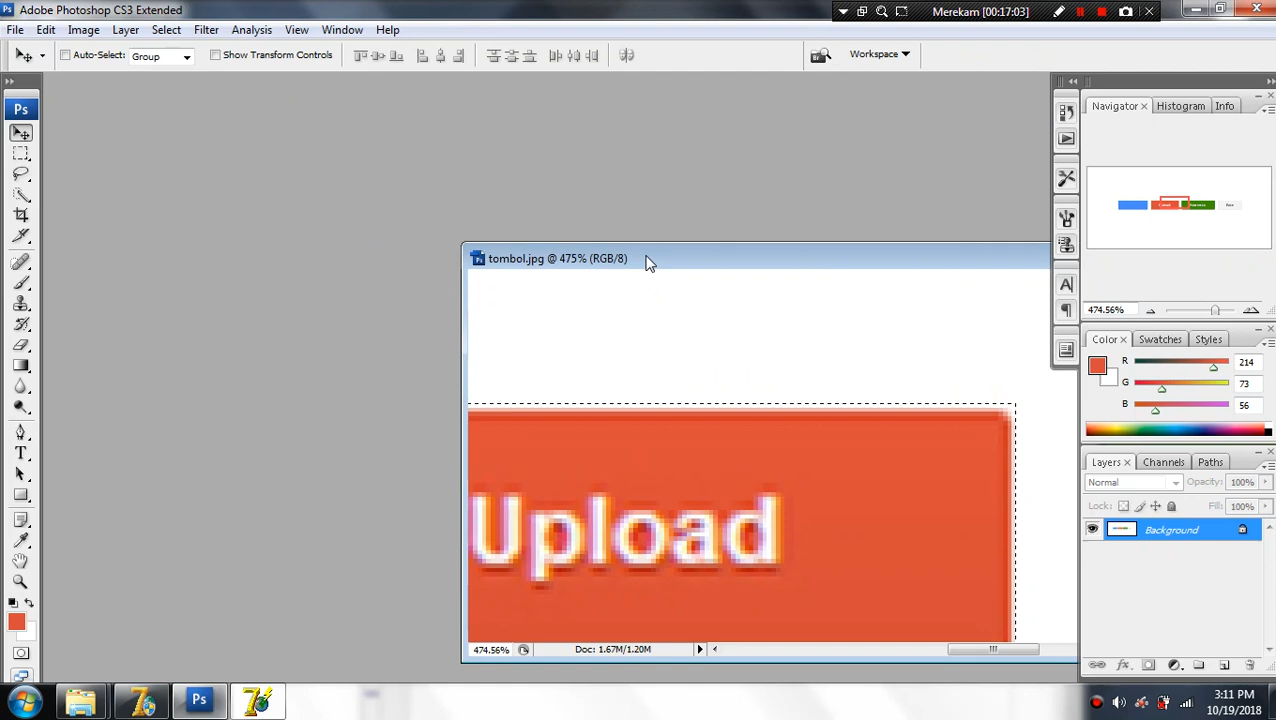 Adobe Photoshop CS3 Extended
Merekam [00:17:03]
File Edit Image Layer Select Filter Analysis View Window Help
Auto-Select: Group Show Transform Controls Workspace
Ps
Navigator Histogram Info
tombol.jpg @ 475% (RGB/8)
474.56%
Color Swatches Styles
R 214
G 73
B 56
Layers Channels Paths
Normal Opacity: 100%
Lock: Fill: 100%
Background
Upload
474.56% Doc: 1.67M/1.20M
Ps
3:11 PM
10/19/2018